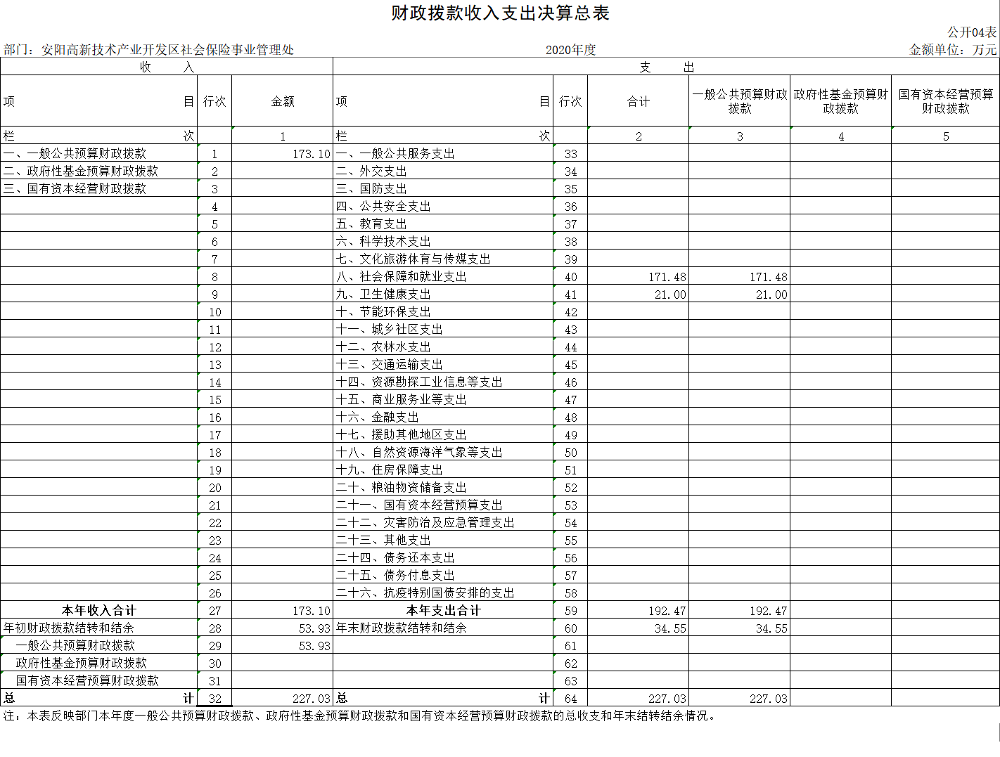 财政拨款收入支出决算总表
公开04表
部门：安阳高新技术产业开发区社会保险事业管理处 2020年度 金额单位：万元
收 入 支 出
项 目 行次 金额 项 目 行次 合计 一般公共预算财政拨款 政府性基金预算财政拨款 国有资本经营预算财政拨款
栏 次 1 栏 次 2 3 4 5
一、一般公共预算财政拨款 1 173.10 一、一般公共服务支出 33
二、政府性基金预算财政拨款 2 二、外交支出 34
三、国有资本经营财政拨款 3 三、国防支出 35
4 四、公共安全支出 36
5 五、教育支出 37
6 六、科学技术支出 38
7 七、文化旅游体育与传媒支出 39
8 八、社会保障和就业支出 40 171.48 171.48
9 九、卫生健康支出 41 21.00 21.00
10 十、节能环保支出 42
11 十一、城乡社区支出 43
12 十二、农林水支出 44
13 十三、交通运输支出 45
14 十四、资源勘探工业信息等支出 46
15 十五、商业服务业等支出 47
16 十六、金融支出 48
17 十七、援助其他地区支出 49
18 十八、自然资源海洋气象等支出 50
19 十九、住房保障支出 51
20 二十、粮油物资储备支出 52
21 二十一、国有资本经营预算支出 53
22 二十二、灾害防治及应急管理支出 54
23 二十三、其他支出 55
24 二十四、债务还本支出 56
25 二十五、债务付息支出 57
26 二十六、抗疫特别国债安排的支出 58
本年收入合计 27 173.10 本年支出合计 59 192.47 192.47
年初财政拨款结转和结余 28 53.93 年末财政拨款结转和结余 60 34.55 34.55
一般公共预算财政拨款 29 53.93 61
政府性基金预算财政拨款 30 62
国有资本经营预算财政拨款 31 63
总 计 32 227.03 总 计 64 227.03 227.03
注：本表反映部门本年度一般公共预算财政拨款、政府性基金预算财政拨款和国有资本经营预算财政拨款的总收支和年末结转结余情况。